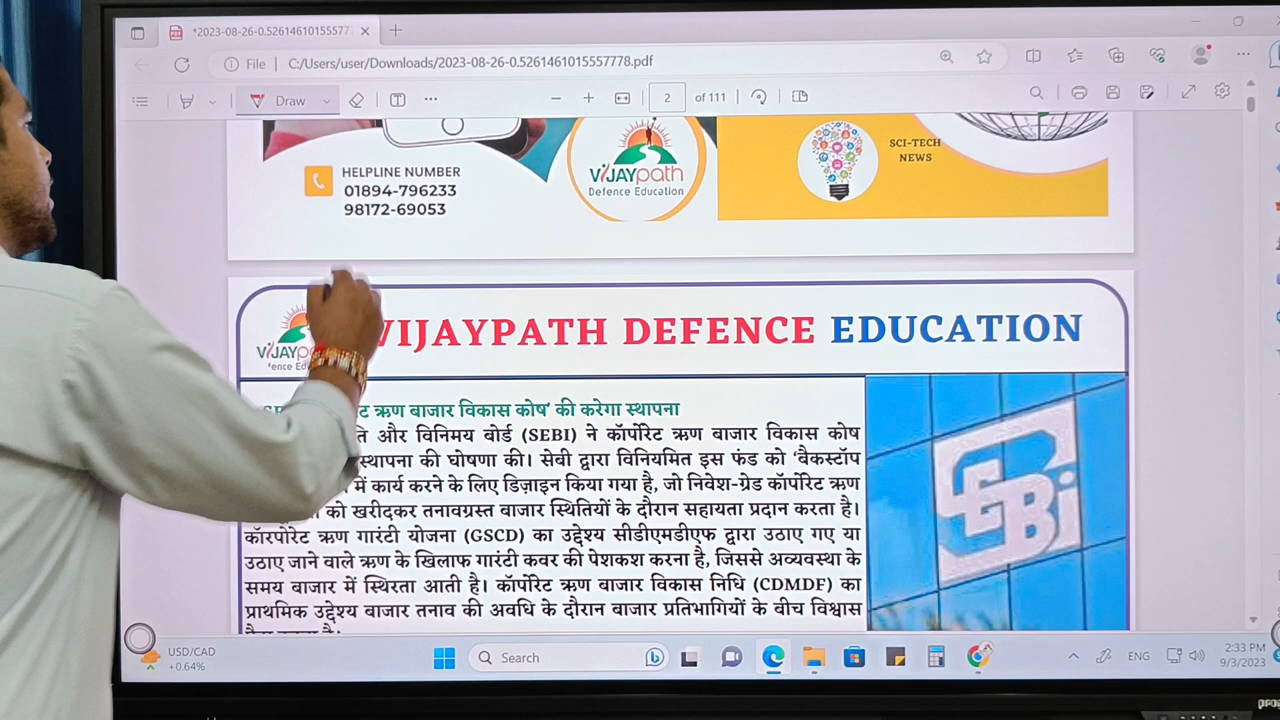 *2023-08-26-0.52614610155577
File
C:/Users/user/Downloads/2023-08-26-0.5261461015557778.pdf
Draw
2 of 111
HELPLINE NUMBER
01894-796233
98172-69053
VIJAYpath
Defence Education
SCI-TECH
NEWS
VIJAYPATH DEFENCE EDUCATION
ऋण बाजार विकास कोष' की करेगा स्थापना
और विनिमय बोर्ड (SEBI) ने कॉर्पोरेट ऋण बाजार विकास कोष
स्थापना की घोषणा की। सेबी द्वारा विनियमित इस फंड को 'बैकस्टॉप
में कार्य करने के लिए डिज़ाइन किया गया है, जो निवेश-ग्रेड कॉर्पोरेट ऋण
को खरीदकर तनावग्रस्त बाजार स्थितियों के दौरान सहायता प्रदान करता है।
कॉरपोरेट ऋण गारंटी योजना (GSCD) का उद्देश्य सीडीएमडीएफ द्वारा उठाए गए या
उठाए जाने वाले ऋण के खिलाफ गारंटी कवर की पेशकश करना है, जिससे अव्यवस्था के
समय बाजार में स्थिरता आती है। कॉर्पोरेट ऋण बाजार विकास निधि (CDMDF) का
प्राथमिक उद्देश्य बाजार तनाव की अवधि के दौरान बाजार प्रतिभागियों के बीच विश्वास
SEBI
USD/CAD
+0.64%
Search
ENG
2:33 PM
9/3/2023